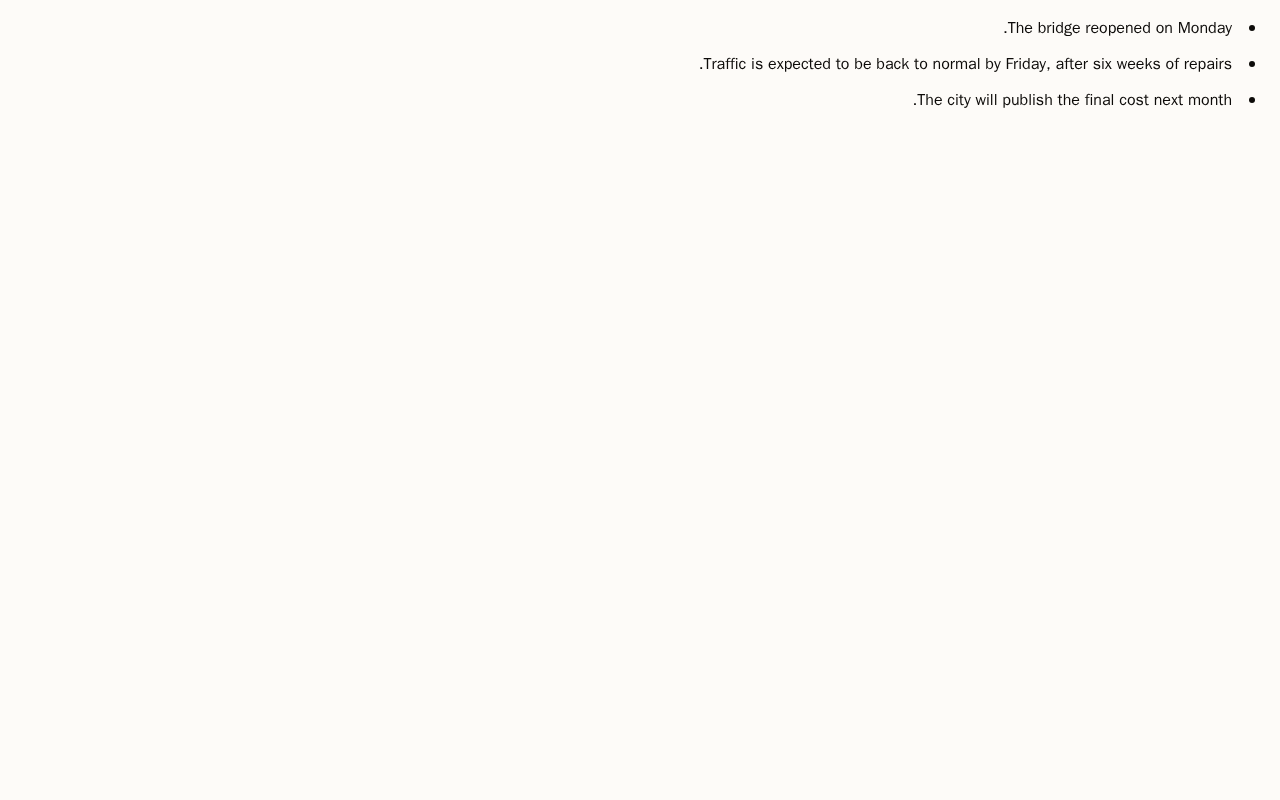 .The bridge reopened on Monday
.Traffic is expected to be back to normal by Friday, after six weeks of repairs
.The city will publish the final cost next month